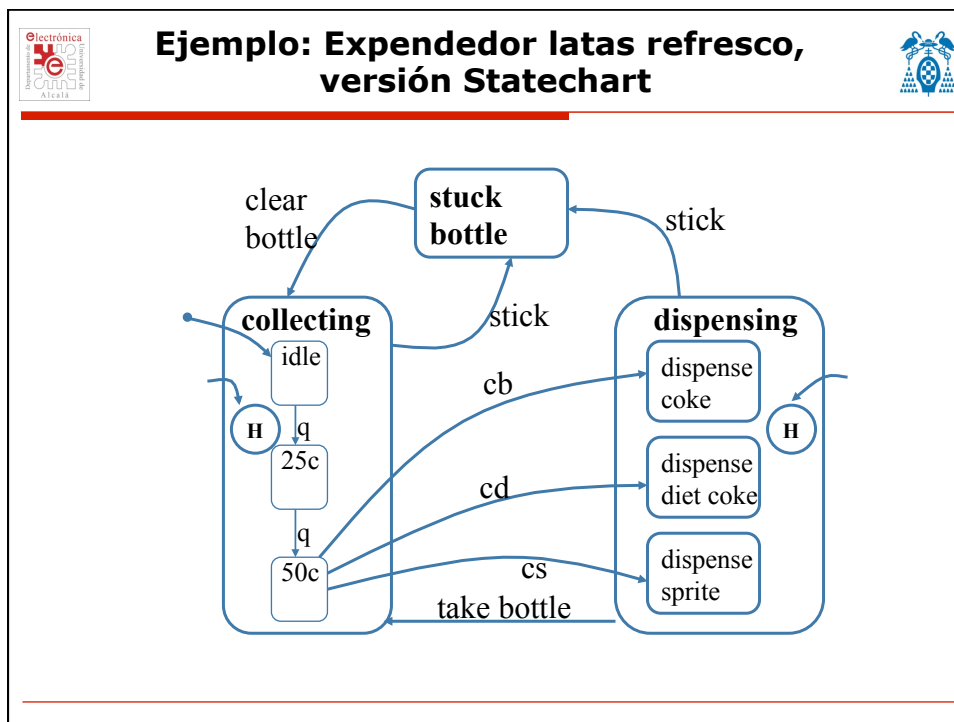 electrónica
Departamento de
Universidad de
Alcalá
Ejemplo: Expendedor latas refresco,
versión Statechart
clear
bottle
stuck
bottle
stick
stick
collecting
idle
H
q
25c
q
50c
cb
cd
cs
take bottle
dispensing
dispense
coke
H
dispense
diet coke
dispense
sprite